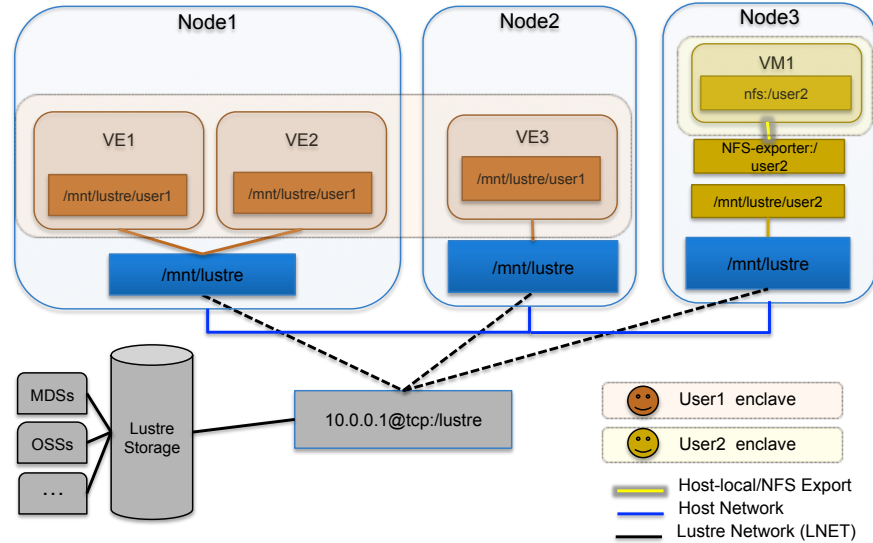 Node1
Node2
Node3
VM1
nfs:/user2
VE1
VE2
VE3
NFS-exporter:/
user2
/mnt/lustre/user1
/mnt/lustre/user1
/mnt/lustre/user1
/mnt/lustre/user2
/mnt/lustre
/mnt/lustre
/mnt/lustre
MDSs
OSSs
...
Lustre
Storage
10.0.0.1@tcp:/lustre
User1 enclave
User2 enclave
Host-local/NFS Export
Host Network
Lustre Network (LNET)